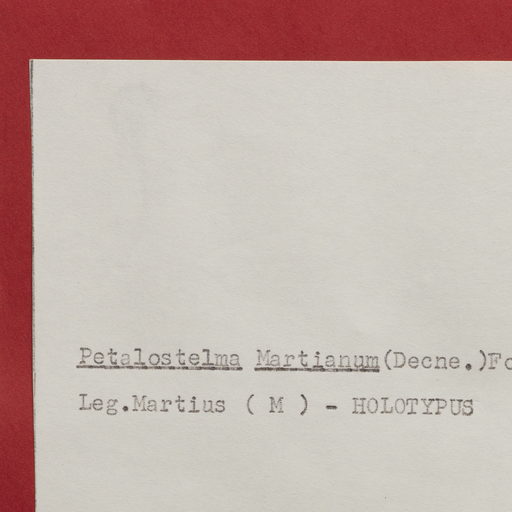 Petalostelma Martianum(Decne.)Fo
Leg.Martius ( M ) - HOLOTYPUS